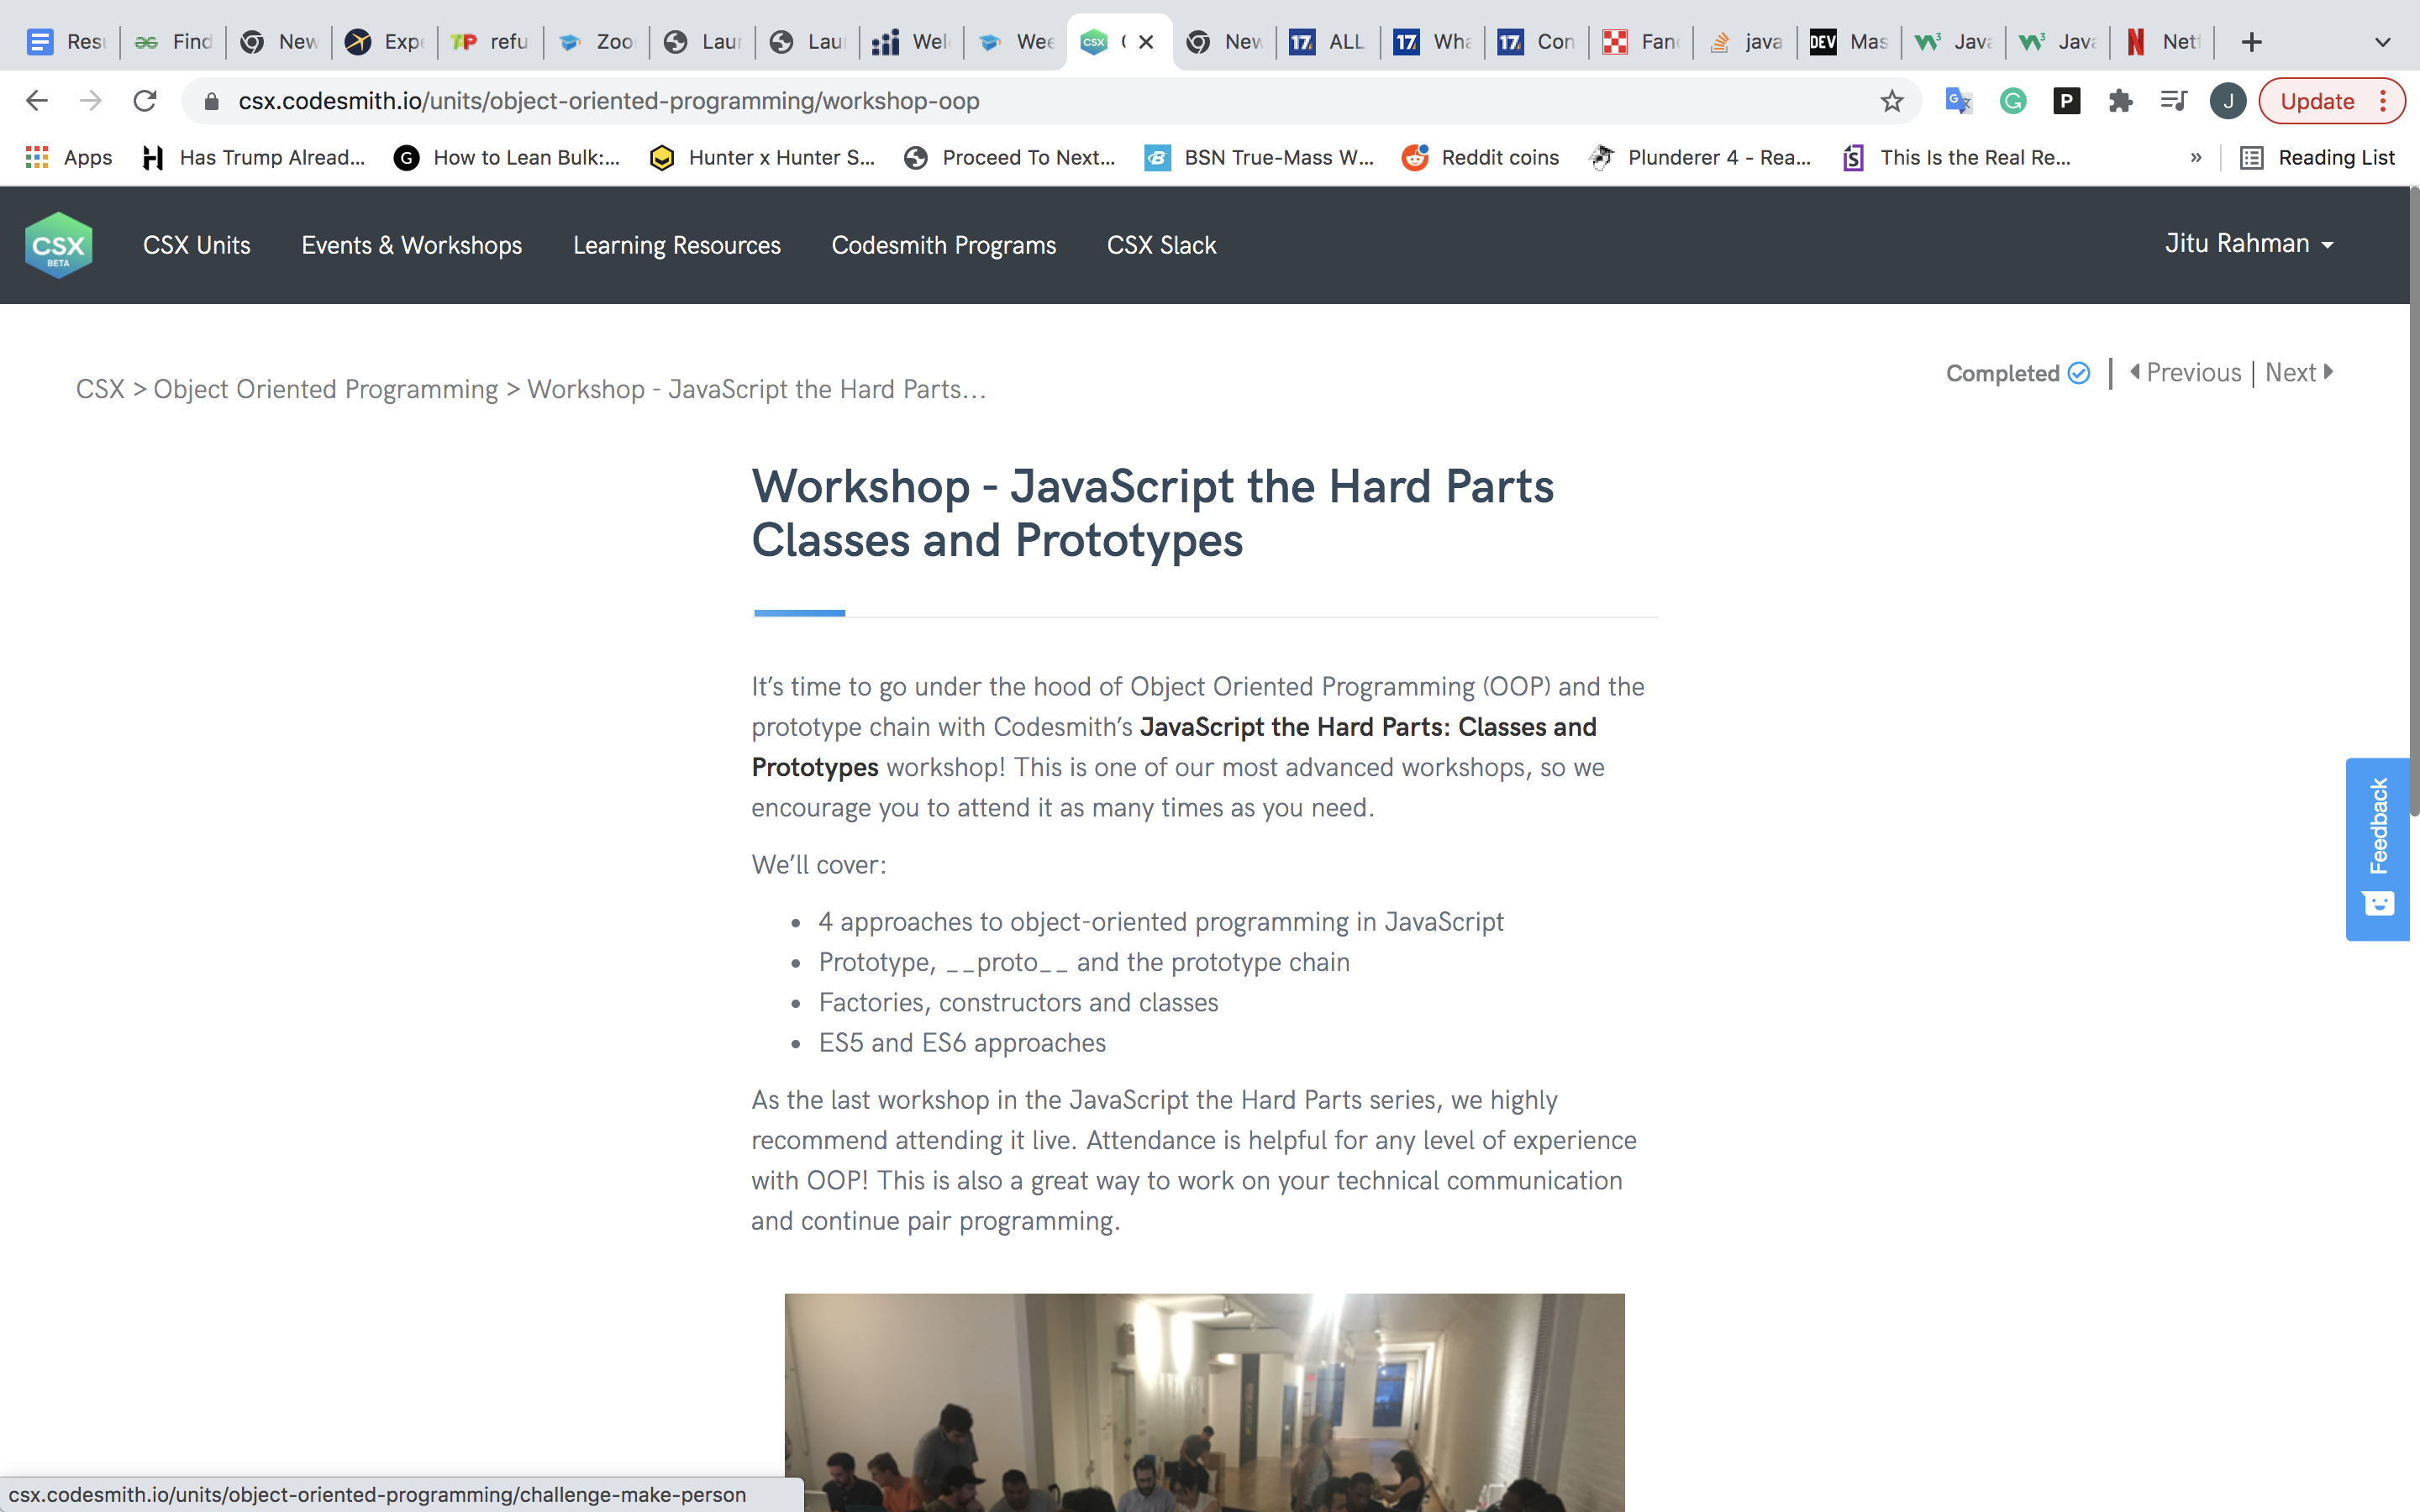 Find
New
Exp
refu
Zoo
Lau
Wel
Wee
New
ALL
Wha
Con
Fan
java
DEV Mas
Java
Java
Net
csx.codesmith.io/units/object-oriented-programming/workshop-oop
P
J
Update
Apps
Has Trump Alread...
How to Lean Bulk:...
Hunter x Hunter S...
Proceed To Next...
BSN True-Mass W...
Reddit coins
Plunderer 4 - Rea...
This Is the Real Re...
»
Reading List
CSX
BETA
CSX Units
Events & Workshops
Learning Resources
Codesmith Programs
CSX Slack
Jitu Rahman
CSX > Object Oriented Programming > Workshop - JavaScript the Hard Parts...
Completed | Previous | Next
Workshop - JavaScript the Hard Parts
Classes and Prototypes
It’s time to go under the hood of Object Oriented Programming (OOP) and the
prototype chain with Codesmith’s JavaScript the Hard Parts: Classes and
Prototypes workshop! This is one of our most advanced workshops, so we
encourage you to attend it as many times as you need.
We’ll cover:
• 4 approaches to object-oriented programming in JavaScript
• Prototype, __proto__ and the prototype chain
• Factories, constructors and classes
• ES5 and ES6 approaches
As the last workshop in the JavaScript the Hard Parts series, we highly
recommend attending it live. Attendance is helpful for any level of experience
with OOP! This is also a great way to work on your technical communication
and continue pair programming.
Feedback
csx.codesmith.io/units/object-oriented-programming/challenge-make-person